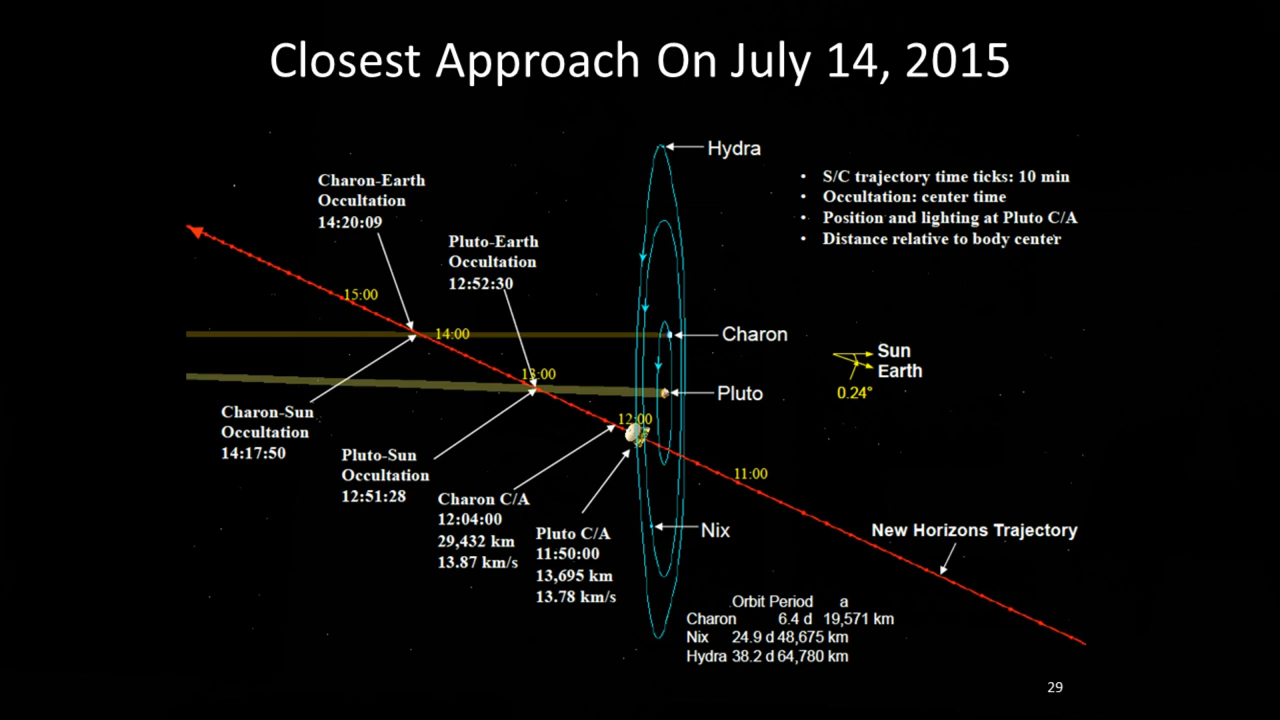 Closest Approach On July 14, 2015
Hydra
Charon-Earth
Occultation
14:20:09
• S/C trajectory time ticks: 10 min
• Occultation: center time
• Position and lighting at Pluto C/A
• Distance relative to body center
Pluto-Earth
Occultation
12:52:30
15:00
14:00
Charon
Sun
Earth
0.24°
13:00
Pluto
Charon-Sun
Occultation
14:17:50
12:00
Pluto-Sun
Occultation
12:51:28
11:00
Charon C/A
12:04:00
29,432 km
13.87 km/s
Pluto C/A
11:50:00
13,695 km
13.78 km/s
Nix
New Horizons Trajectory
Orbit Period a
Charon 6.4 d 19,571 km
Nix 24.9 d 48,675 km
Hydra 38.2 d 64,780 km
29